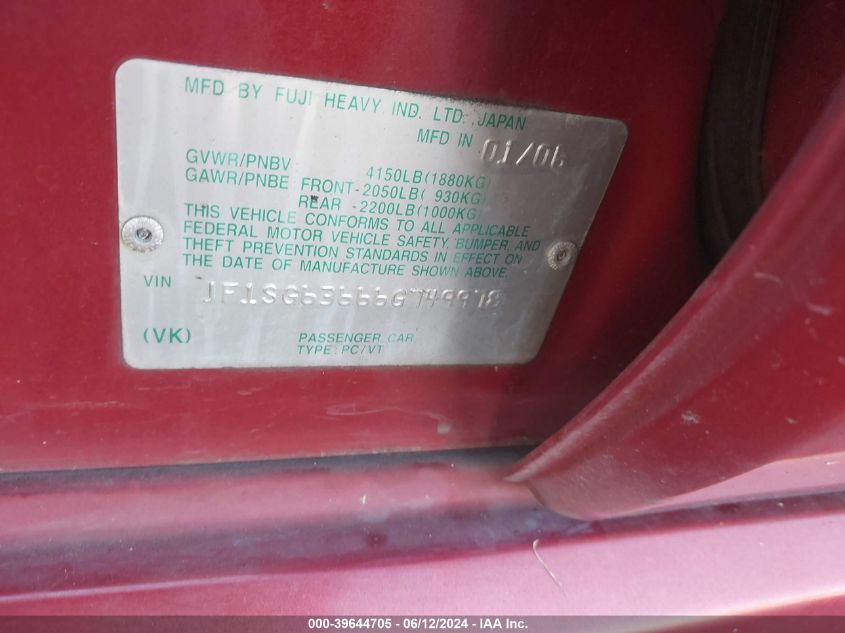 MFD BY FUJI HEAVY IND. LTD. JAPAN
MFD IN 01/06
GVWR/PNBV 4150LB(1880KG)
GAWR/PNBE FRONT-2050LB( 930KG)
REAR -2200LB(1000KG)
THIS VEHICLE CONFORMS TO ALL APPLICABLE
FEDERAL MOTOR VEHICLE SAFETY, BUMPER, AND
THEFT PREVENTION STANDARDS IN EFFECT ON
THE DATE OF MANUFACTURE SHOWN ABOVE.
VIN JF1SG63666G749978
(VK) PASSENGER CAR
TYPE: PC/VT
000-39644705 - 06/12/2024 - IAA Inc.